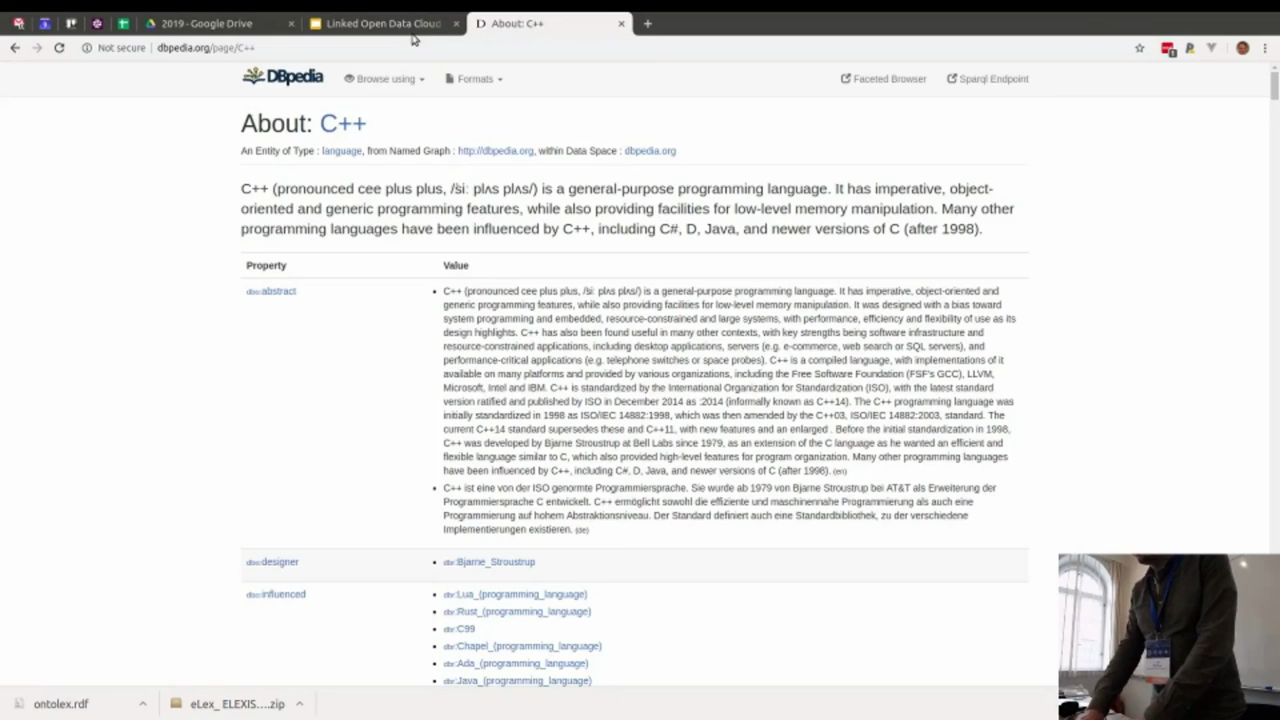 2019 - Google Drive
Linked Open Data Cloud
About: C++
Not secure
dbpedia.org/page/C++
DBpedia
Browse using
Formats
Faceted Browser
Sparql Endpoint
About: C++
An Entity of Type : language, from Named Graph : http://dbpedia.org, within Data Space : dbpedia.org
C++ (pronounced cee plus plus, /ˈsiː plʌs plʌs/) is a general-purpose programming language. It has imperative, object-
oriented and generic programming features, while also providing facilities for low-level memory manipulation. Many other
programming languages have been influenced by C++, including C#, D, Java, and newer versions of C (after 1998).
Property Value
dbo:abstract
C++ (pronounced cee plus plus, /ˈsiː plʌs plʌs/) is a general-purpose programming language. It has imperative, object-oriented and
generic programming features, while also providing facilities for low-level memory manipulation. It was designed with a bias toward
system programming and embedded, resource-constrained and large systems, with performance, efficiency and flexibility of use as its
design highlights. C++ has also been found useful in many other contexts, with key strengths being software infrastructure and
resource-constrained applications, including desktop applications, servers (e.g. e-commerce, web search or SQL servers), and
performance-critical applications (e.g. telephone switches or space probes). C++ is a compiled language, with implementations of it
available on many platforms and provided by various organizations, including the Free Software Foundation (FSF's GCC), LLVM,
Microsoft, Intel and IBM. C++ is standardized by the International Organization for Standardization (ISO), with the latest standard
version ratified and published by ISO in December 2014 as :2014 (informally known as C++14). The C++ programming language was
initially standardized in 1998 as ISO/IEC 14882:1998, which was then amended by the C++03, ISO/IEC 14882:2003, standard. The
current C++14 standard supersedes these and C++11, with new features and an enlarged . Before the initial standardization in 1998,
C++ was developed by Bjarne Stroustrup at Bell Labs since 1979, as an extension of the C language as he wanted an efficient and
flexible language similar to C, which also provided high-level features for program organization. Many other programming languages
have been influenced by C++, including C#, D, Java, and newer versions of C (after 1998). (en)
C++ ist eine von der ISO genormte Programmiersprache. Sie wurde ab 1979 von Bjarne Stroustrup bei AT&T als Erweiterung der
Programmiersprache C entwickelt. C++ ermöglicht sowohl die effiziente und maschinennahe Programmierung als auch eine
Programmierung auf hohem Abstraktionsniveau. Der Standard definiert auch eine Standardbibliothek, zu der verschiedene
Implementierungen existieren. (de)
dbo:designer
dbr:Bjarne_Stroustrup
dbo:influenced
dbr:Lua_(programming_language)
dbr:Rust_(programming_language)
dbr:C99
dbr:Chapel_(programming_language)
dbr:Ada_(programming_language)
dbr:Java_(programming_language)
ontolex.rdf
eLex_ ELEXIS....zip